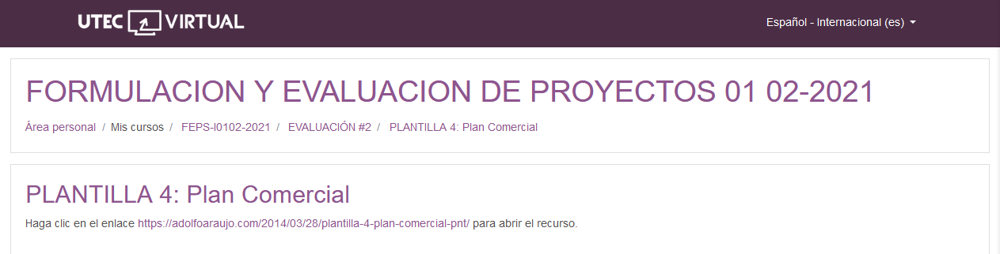 UTEC VIRTUAL
Español - Internacional (es)
FORMULACION Y EVALUACION DE PROYECTOS 01 02-2021
Área personal / Mis cursos / FEPS-I0102-2021 / EVALUACIÓN #2 / PLANTILLA 4: Plan Comercial
PLANTILLA 4: Plan Comercial
Haga clic en el enlace https://adolfoaraujo.com/2014/03/28/plantilla-4-plan-comercial-pnt/ para abrir el recurso.